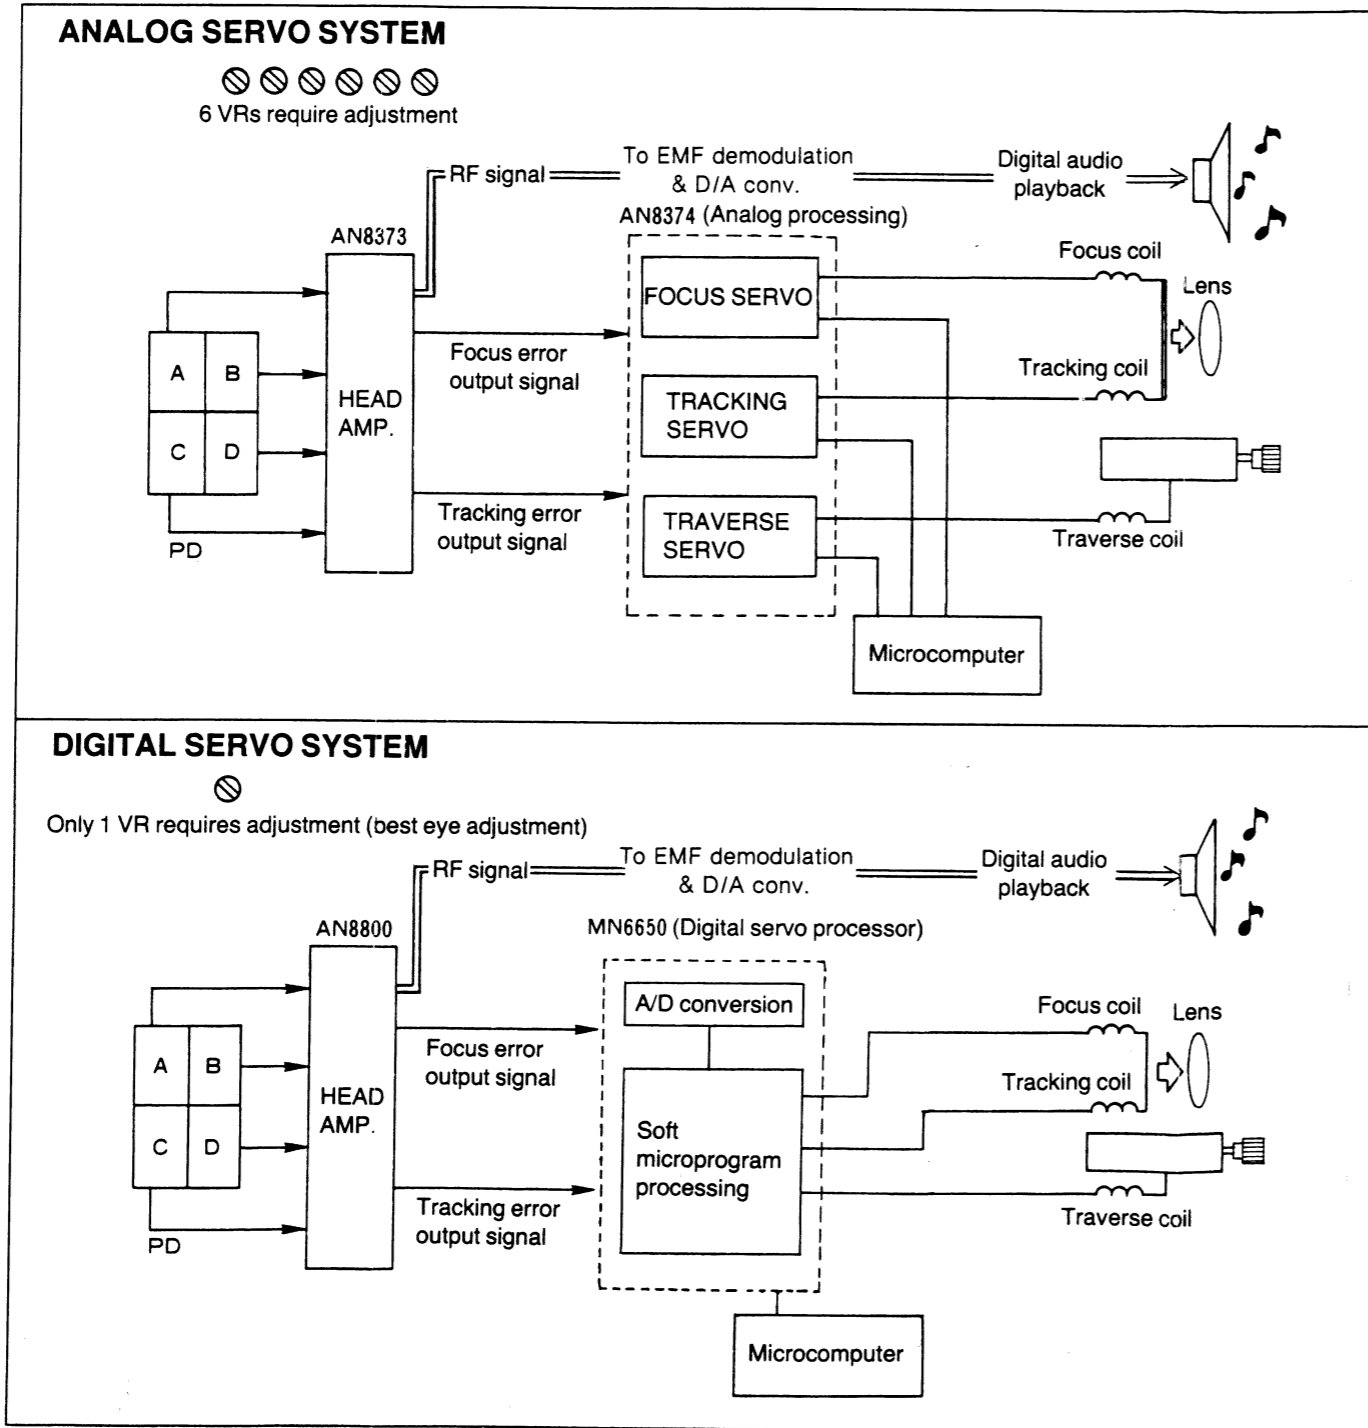 ANALOG SERVO SYSTEM
6 VRs require adjustment
RF signal
To EMF demodulation
& D/A conv.
Digital audio
playback
AN8373
AN8374 (Analog processing)
Focus coil
Lens
FOCUS SERVO
A
B
C
D
PD
HEAD
AMP.
Focus error
output signal
Tracking coil
TRACKING
SERVO
Tracking error
output signal
TRAVERSE
SERVO
Traverse coil
Microcomputer
DIGITAL SERVO SYSTEM
Only 1 VR requires adjustment (best eye adjustment)
RF signal
To EMF demodulation
& D/A conv.
Digital audio
playback
AN8800
MN6650 (Digital servo processor)
A/D conversion
Focus coil
Lens
A
B
C
D
PD
HEAD
AMP.
Focus error
output signal
Tracking coil
Soft
microprogram
processing
Tracking error
output signal
Traverse coil
Microcomputer